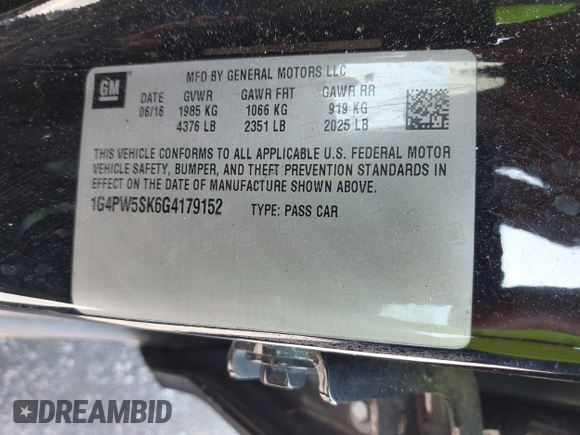 MFD BY GENERAL MOTORS LLC
GM
DATE GVWR GAWR FRT GAWR RR
06/16 1985 KG 1066 KG 919 KG
4376 LB 2351 LB 2025 LB
THIS VEHICLE CONFORMS TO ALL APPLICABLE U.S. FEDERAL MOTOR
VEHICLE SAFETY, BUMPER, AND THEFT PREVENTION STANDARDS IN
EFFECT ON THE DATE OF MANUFACTURE SHOWN ABOVE.
1G4PW5SK6G4179152 TYPE: PASS CAR
DREAMBID